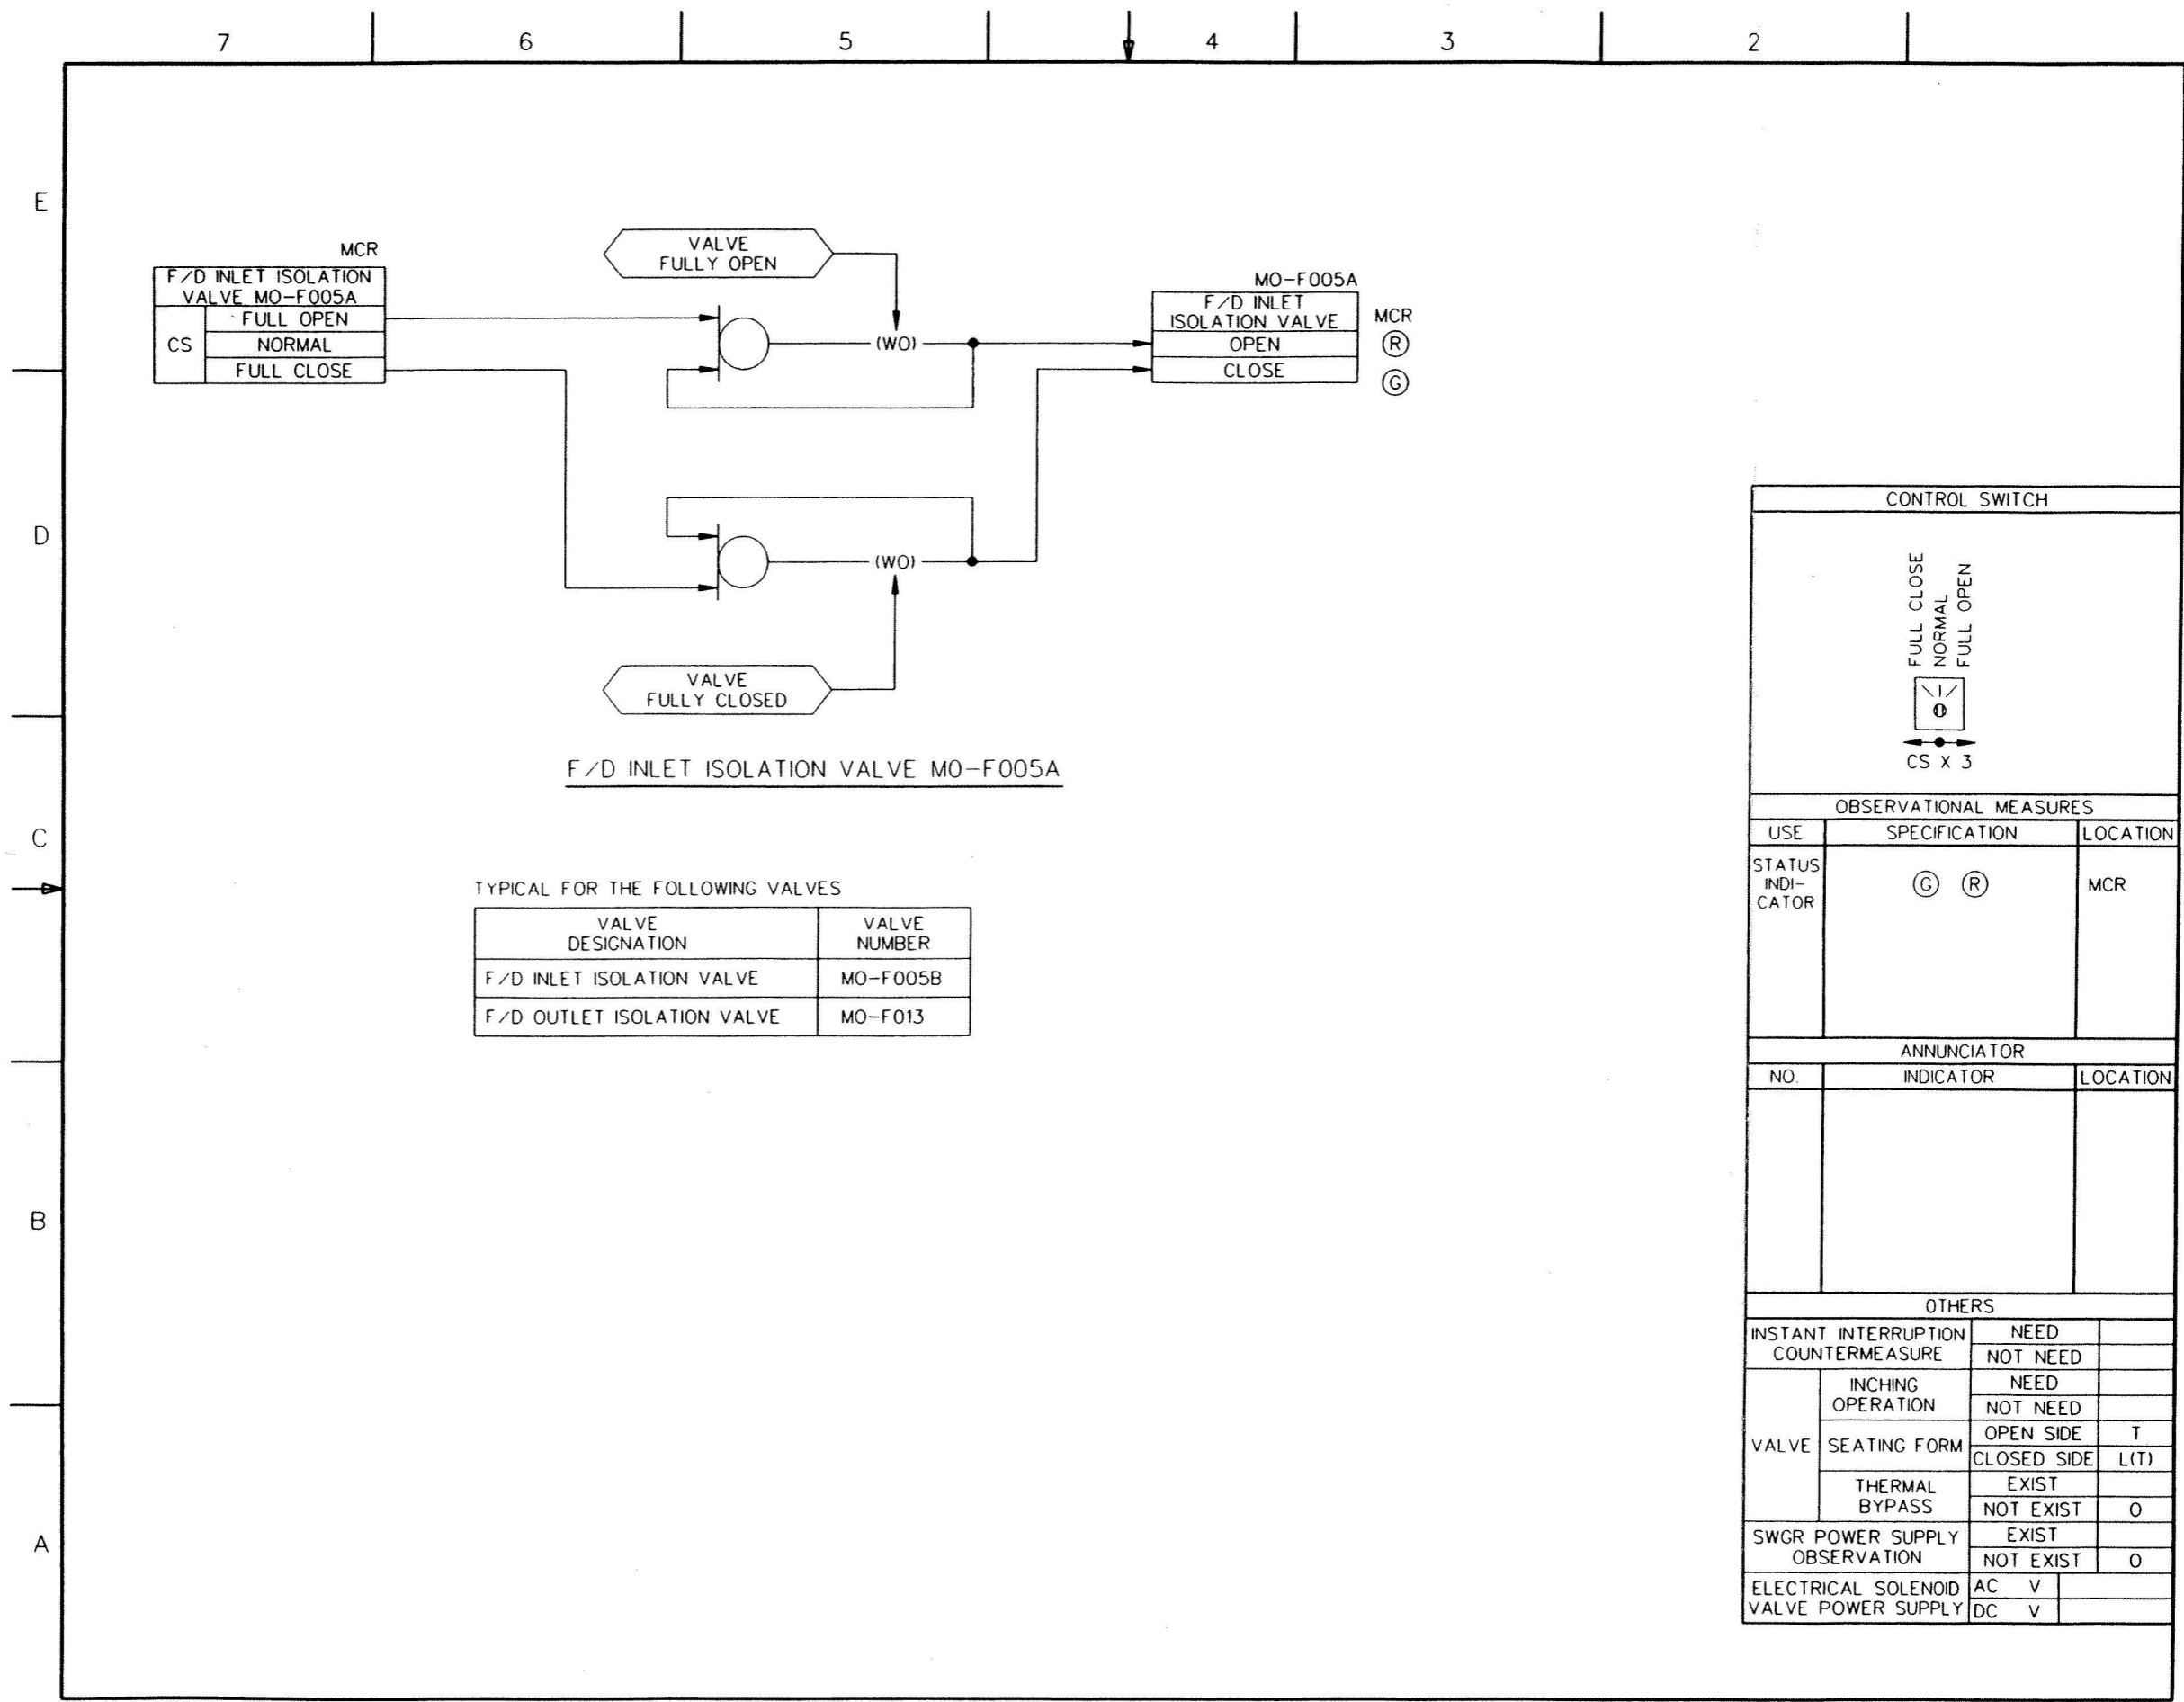 7 6 5 4 3 2
E
D
C
B
A
MCR
F/D INLET ISOLATION
VALVE MO-F005A
CS
FULL OPEN
NORMAL
FULL CLOSE
VALVE
FULLY OPEN
(WO)
MO-F005A
F/D INLET
ISOLATION VALVE
OPEN
CLOSE
MCR
R
G
(WO)
VALVE
FULLY CLOSED
F/D INLET ISOLATION VALVE MO-F005A
TYPICAL FOR THE FOLLOWING VALVES
VALVE
DESIGNATION
VALVE
NUMBER
F/D INLET ISOLATION VALVE MO-F005B
F/D OUTLET ISOLATION VALVE MO-F013
CONTROL SWITCH
FULL CLOSE
NORMAL
FULL OPEN
CS X 3
OBSERVATIONAL MEASURES
USE SPECIFICATION LOCATION
STATUS
INDI-
CATOR
G R
MCR
ANNUNCIATOR
NO. INDICATOR LOCATION
OTHERS
INSTANT INTERRUPTION
COUNTERMEASURE
NEED
NOT NEED
VALVE
INCHING
OPERATION
NEED
NOT NEED
SEATING FORM
OPEN SIDE T
CLOSED SIDE L(T)
THERMAL
BYPASS
EXIST
NOT EXIST O
SWGR POWER SUPPLY
OBSERVATION
EXIST
NOT EXIST O
ELECTRICAL SOLENOID
VALVE POWER SUPPLY
AC V
DC V